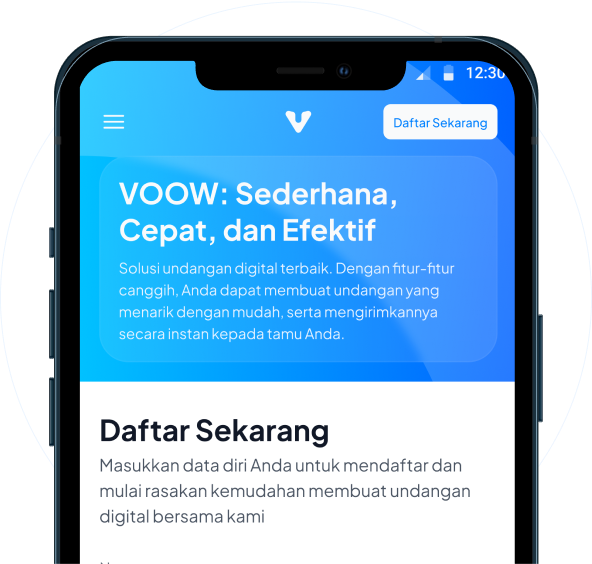 12:30
Daftar Sekarang
VOOW: Sederhana,
Cepat, dan Efektif
Solusi undangan digital terbaik. Dengan fitur-fitur
canggih, Anda dapat membuat undangan yang
menarik dengan mudah, serta mengirimkannya
secara instan kepada tamu Anda.
Daftar Sekarang
Masukkan data diri Anda untuk mendaftar dan
mulai rasakan kemudahan membuat undangan
digital bersama kami